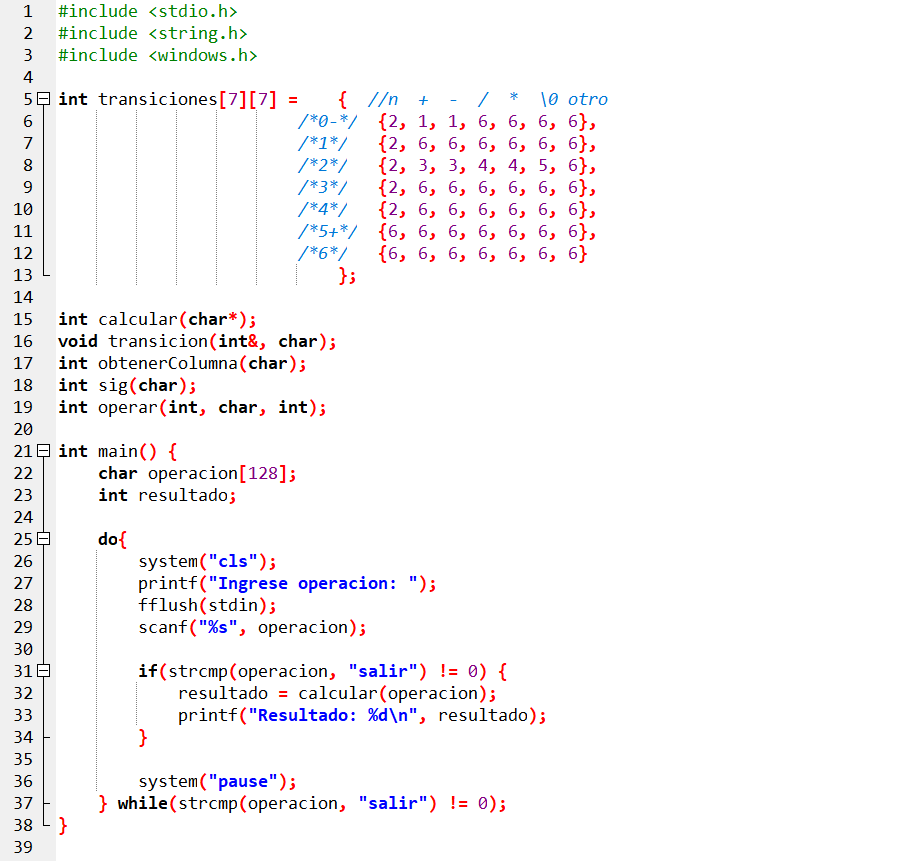 1 #include <stdio.h>
2 #include <string.h>
3 #include <windows.h>
4
5 int transiciones[7][7] =    {  //n  +  -  /  *  \0 otro
6                         /*0-*/  {2, 1, 1, 6, 6, 6, 6},
7                         /*1*/   {2, 6, 6, 6, 6, 6, 6},
8                         /*2*/   {2, 3, 3, 4, 4, 5, 6},
9                         /*3*/   {2, 6, 6, 6, 6, 6, 6},
10                         /*4*/   {2, 6, 6, 6, 6, 6, 6},
11                         /*5+*/  {6, 6, 6, 6, 6, 6, 6},
12                         /*6*/   {6, 6, 6, 6, 6, 6, 6}
13                             };
14
15 int calcular(char*);
16 void transicion(int&, char);
17 int obtenerColumna(char);
18 int sig(char);
19 int operar(int, char, int);
20
21 int main() {
22     char operacion[128];
23     int resultado;
24
25     do{
26         system("cls");
27         printf("Ingrese operacion: ");
28         fflush(stdin);
29         scanf("%s", operacion);
30
31         if(strcmp(operacion, "salir") != 0) {
32             resultado = calcular(operacion);
33             printf("Resultado: %d\n", resultado);
34         }
35
36         system("pause");
37     } while(strcmp(operacion, "salir") != 0);
38 }
39